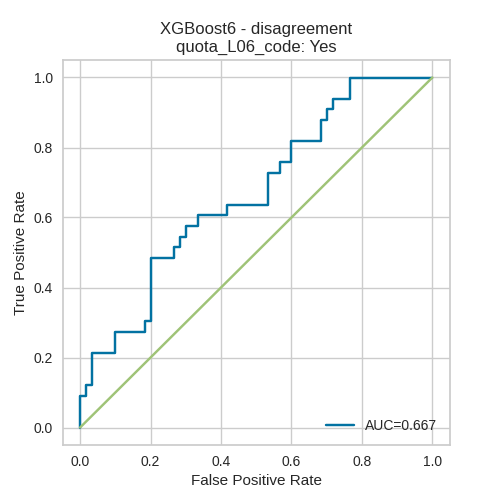 XGBoost6 - disagreement
quota_L06_code: Yes
True Positive Rate
1.0
0.8
0.6
0.4
0.2
0.0
AUC=0.667
0.0 0.2 0.4 0.6 0.8 1.0
False Positive Rate